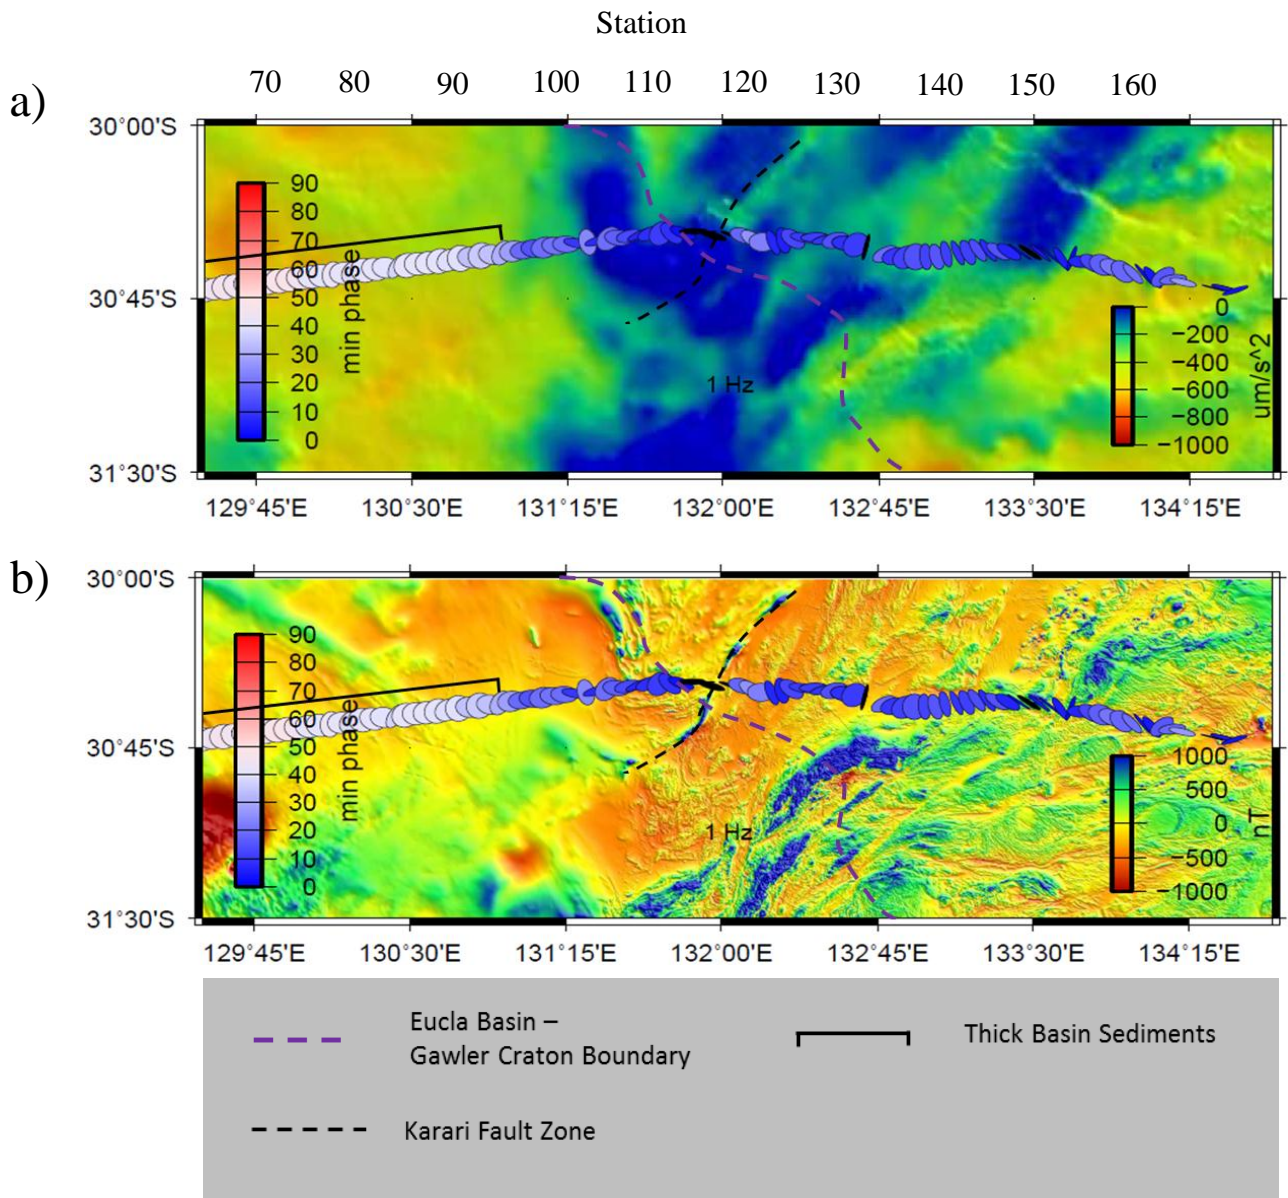 Station
70 80 90 100 110 120 130 140 150 160
a)
30°00'S
90
80
70
60
50
40
30
20
10
0
min phase
30°45'S
0
−200
−400
−600
−800
−1000
um/s^2
1 Hz
31°30'S
129°45'E 130°30'E 131°15'E 132°00'E 132°45'E 133°30'E 134°15'E
b)
30°00'S
90
80
70
60
50
40
30
20
10
0
min phase
30°45'S
1000
500
0
−500
−1000
nT
1 Hz
31°30'S
129°45'E 130°30'E 131°15'E 132°00'E 132°45'E 133°30'E 134°15'E
Eucla Basin –
Gawler Craton Boundary
Thick Basin Sediments
Karari Fault Zone